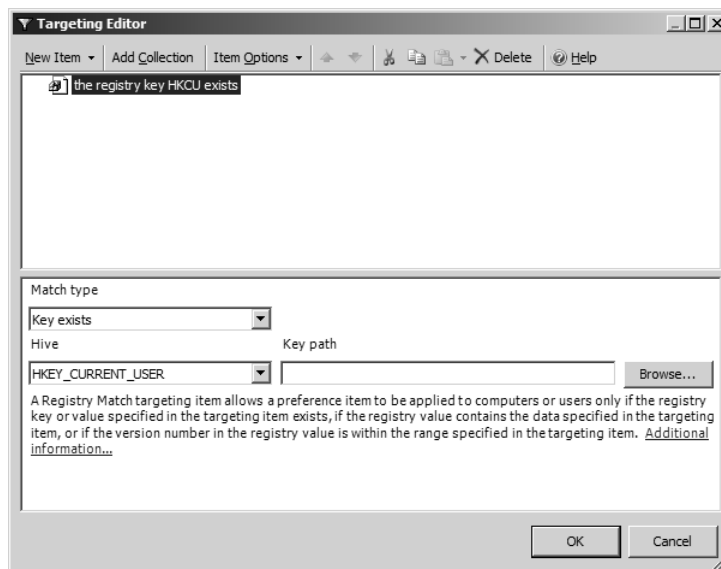 Targeting Editor
New Item Add Collection Item Options Delete Help
the registry key HKCU exists
Match type
Key exists
Hive Key path
HKEY_CURRENT_USER Browse...
A Registry Match targeting item allows a preference item to be applied to computers or users only if the registry
key or value specified in the targeting item exists, if the registry value contains the data specified in the targeting
item, or if the version number in the registry value is within the range specified in the targeting item. Additional
information...
OK Cancel